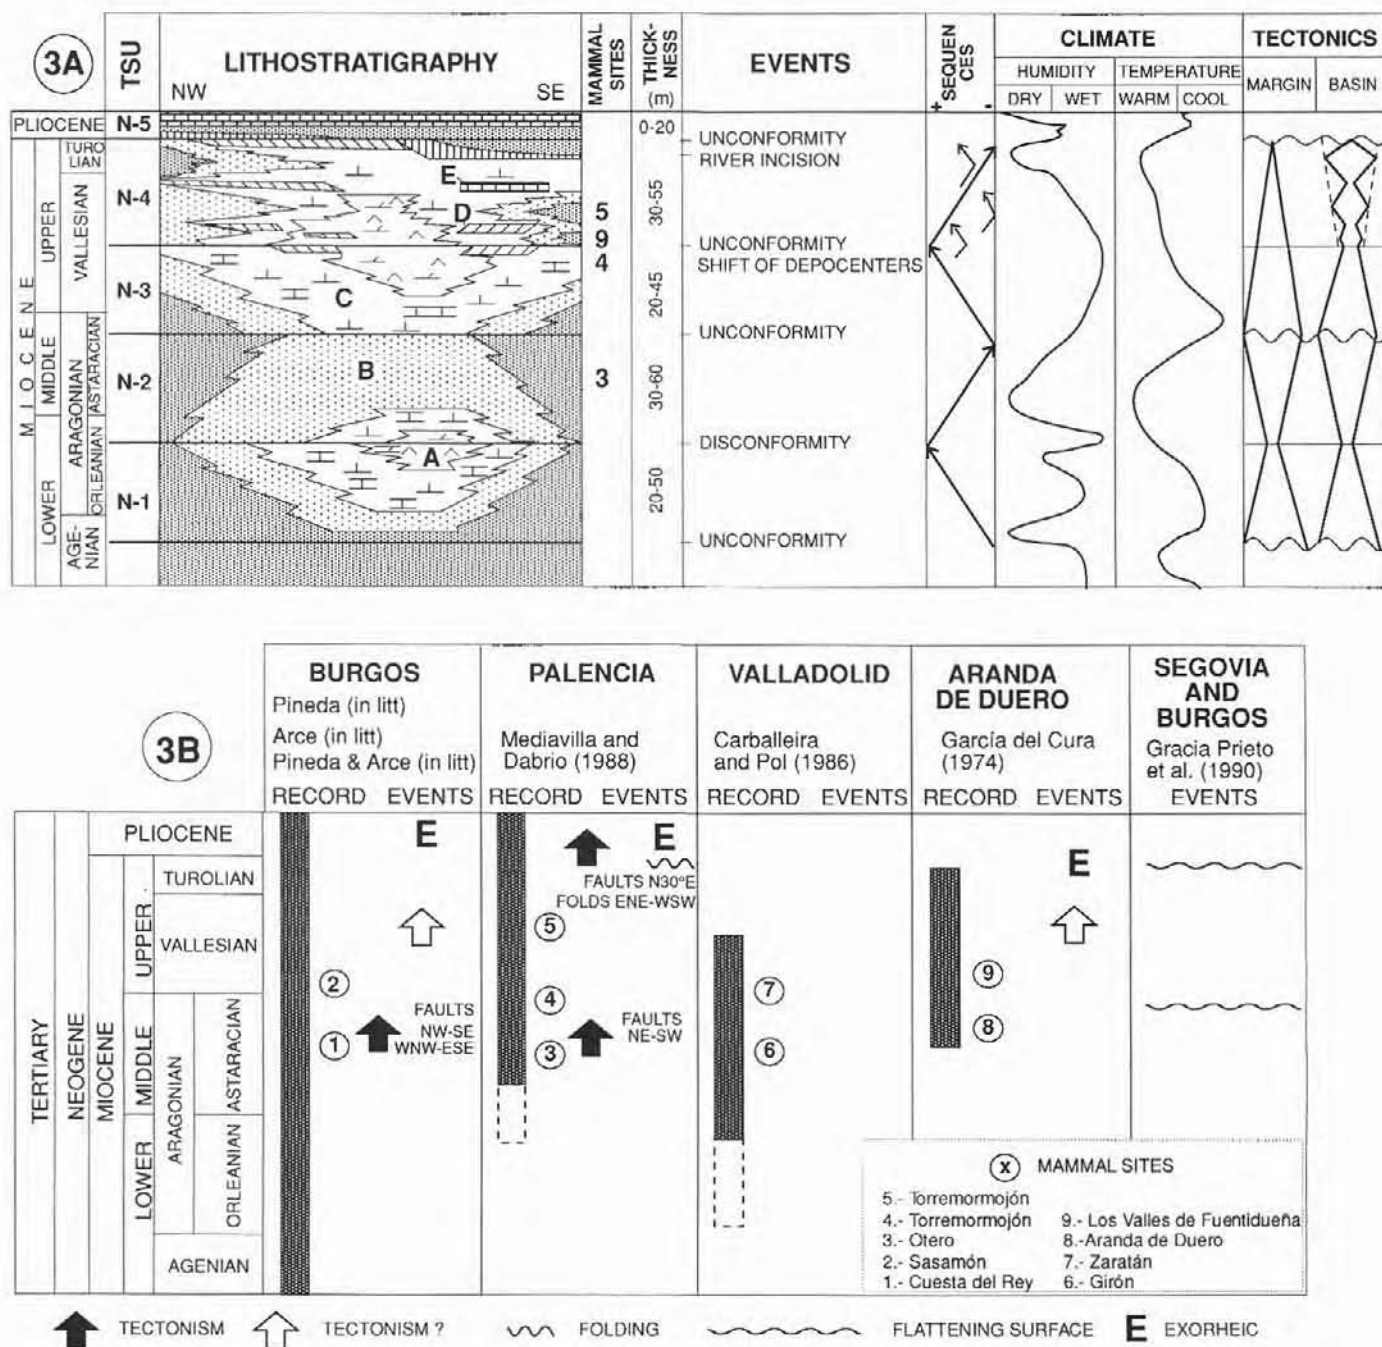 3A
TSU
LITHOSTRATIGRAPHY
NW
SE
MAMMAL
SITES
THICK-
NESS
(m)
EVENTS
SEQUEN
CES
+
-
CLIMATE
HUMIDITY
TEMPERATURE
DRY
WET
WARM
COOL
TECTONICS
MARGIN
BASIN
PLIOCENE
N-5
0-20
UNCONFORMITY
RIVER INCISION
MIOCENE
UPPER
TURO
LIAN
VALLESIAN
N-4
E
D
5
9
30-55
UNCONFORMITY
SHIFT OF DEPOCENTERS
N-3
C
4
20-45
UNCONFORMITY
MIDDLE
ARAGONIAN
ASTARACIAN
N-2
B
3
30-60
DISCONFORMITY
LOWER
ORLEANIAN
N-1
A
20-50
AGE-
NIAN
UNCONFORMITY
3B
BURGOS
Pineda (in litt)
Arce (in litt)
Pineda & Arce (in litt)
RECORD EVENTS
PALENCIA
Mediavilla and
Dabrio (1988)
RECORD EVENTS
VALLADOLID
Carballeira
and Pol (1986)
RECORD EVENTS
ARANDA
DE DUERO
García del Cura
(1974)
RECORD EVENTS
SEGOVIA
AND
BURGOS
Gracia Prieto
et al. (1990)
EVENTS
TERTIARY
NEOGENE
MIOCENE
PLIOCENE
UPPER
TUROLIAN
VALLESIAN
MIDDLE
ARAGONIAN
ASTARACIAN
LOWER
ORLEANIAN
AGENIAN
E
2
1
FAULTS
NW-SE
WNW-ESE
E
FAULTS N30°E
FOLDS ENE-WSW
5
4
3
FAULTS
NE-SW
7
6
E
9
8
x MAMMAL SITES
5.- Torremormojón
4.- Torremormojón 9.- Los Valles de Fuentidueña
3.- Otero 8.-Aranda de Duero
2.- Sasamón 7.- Zaratán
1.- Cuesta del Rey 6.- Girón
TECTONISM
TECTONISM ?
FOLDING
FLATTENING SURFACE
E EXORHEIC